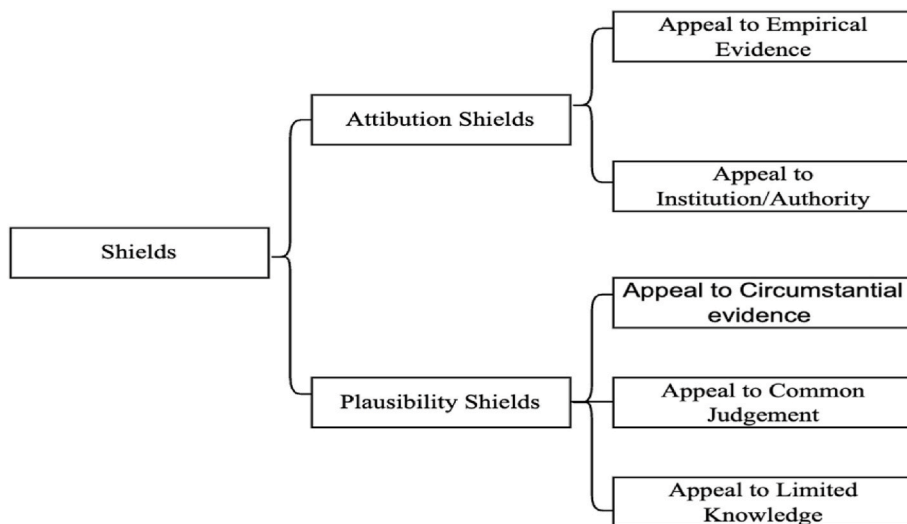 Appeal to Empirical
Evidence
Attibution Shields
Appeal to
Institution/Authority
Shields
Appeal to Circumstantial
evidence
Plausibility Shields
Appeal to Common
Judgement
Appeal to Limited
Knowledge